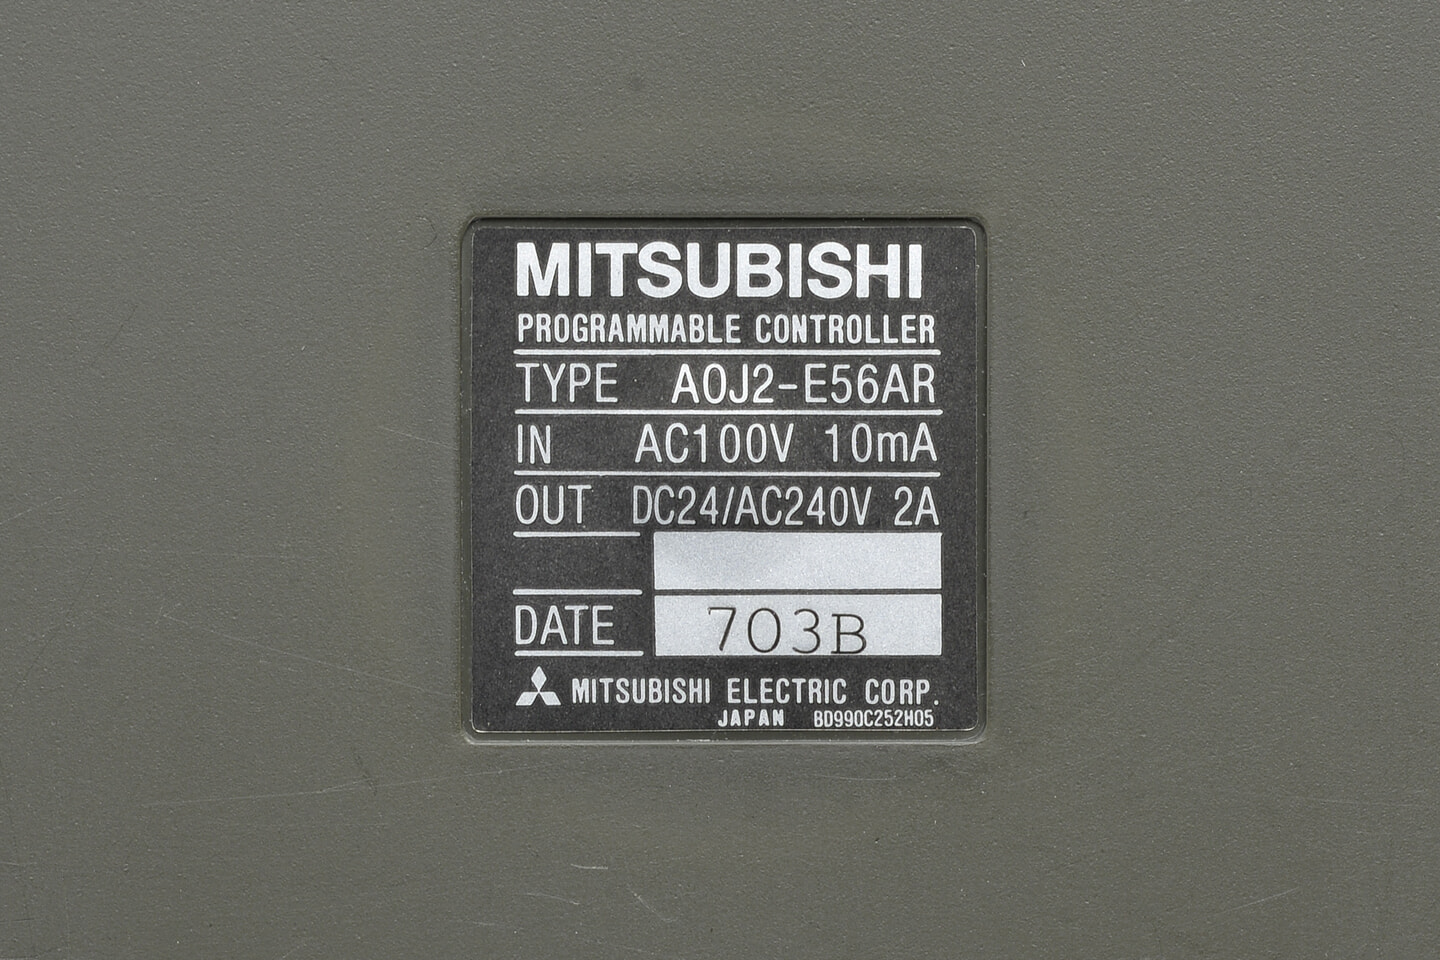 MITSUBISHI
PROGRAMMABLE CONTROLLER
TYPE A0J2-E56AR
IN AC100V 10mA
OUT DC24/AC240V 2A
DATE 703B
MITSUBISHI ELECTRIC CORP.
JAPAN BD990C252H05